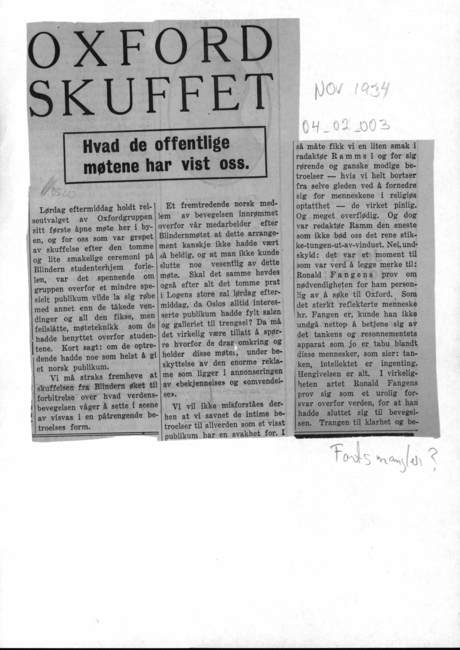 OXFORD
SKUFFET
Hvad de offentlige
møtene har vist oss.
Lørdag eftermiddag holdt rei-
seutvalget av Oxfordgruppen
sitt første åpne møte her i by-
en, og for oss som var grepet
av skuffelse efter den tomme
og lite smakelige ceremoni på
Blindern studenterhjem forle-
den, var det spennende om
gruppen overfor et mindre spe-
sielt publikum vilde la sig røbe
med annet enn de tåkede ven-
dinger og all den fikse, men
feilslåtte, møteteknikk som de
hadde benyttet overfor studen-
tene. Kort sagt: om de optre-
dende hadde noe som helst å gi
et norsk publikum.
Vi må straks fremheve at
skuffelsen fra Blindern øket til
forbitrelse over hvad verdens-
bevegelsen våger å sette i scene
av visvas i en påtrengende be-
troelses form.
Et fremtredende norsk med-
lem av bevegelsen innrømmet
overfor vår medarbeider efter
Blindernmøtet at dette arrange-
ment kanskje ikke hadde vært
så heldig, og at man ikke kunde
slutte noe vesentlig av dette
møte. Skal det samme hevdes
også efter alt det tomme prat
i Logens store sal lørdag efter-
middag, da Oslos alltid interes-
serte publikum hadde fylt salen
og galleriet til trengsel? Da må
det virkelig være tillatt å spør-
re hvorfor de drar omkring og
holder disse møter, under be-
skyttelse av den enorme rekla-
me som ligger i annonseringen
av «bekjennelse» og «omvendel-
se».
Vi vil ikke misforståes der-
hen at vi savnet de intime be-
troelser til allverden som et visst
publikum har en svakhet for. I
NOV 1934
04_02_003
så måte fikk vi en liten smak i
redaktør Ramms i og for sig
rørende og ganske modige be-
troelser — hvis vi helt bortser
fra selve gleden ved å fornedre
sig for menneskene i religiøs
optatthet — de virket pinlig.
Og meget overflødig. Og dog
var redaktør Ramm den eneste
som ikke bød oss det rene stik-
ke-tungen-ut-av-vinduet. Nei, und-
skyld: det var et moment til
som var verd å legge merke til:
Ronald Fangens prov om
nødvendigheten for ham person-
lig av å søke til Oxford. Som
det sterkt reflekterte menneske
hr. Fangen er, kunde han ikke
undgå nettop å betjene sig av
det tankens og resonnementets
apparat som jo er tabu blandt
disse mennesker, som sier: tan-
ken, intellektet er ingenting.
Hengivelsen er alt. I virkelig-
heten artet Ronald Fangens
prov sig som et urolig for-
svar overfor verden, for at han
hadde sluttet sig til bevegel-
sen. Trangen til klarhet og be-
Forts mangler?